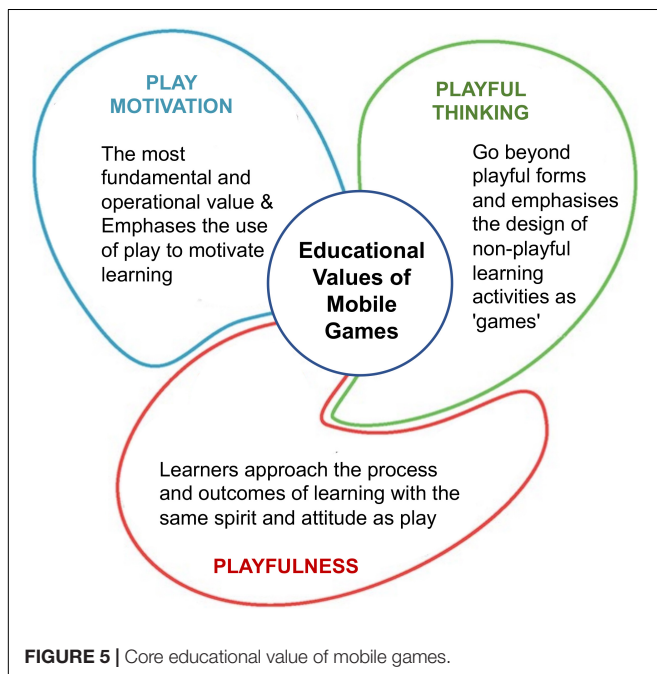 PLAY
MOTIVATION
The most
fundamental and
operational value &
Emphases the use
of play to motivate
learning
PLAYFUL
THINKING
Go beyond
playful forms
and emphasises
the design of
non-playful
learning
activities as
'games'
Educational
Values of
Mobile
Games
Learners approach the process
and outcomes of learning with the
same spirit and attitude as play
PLAYFULNESS
FIGURE 5 | Core educational value of mobile games.